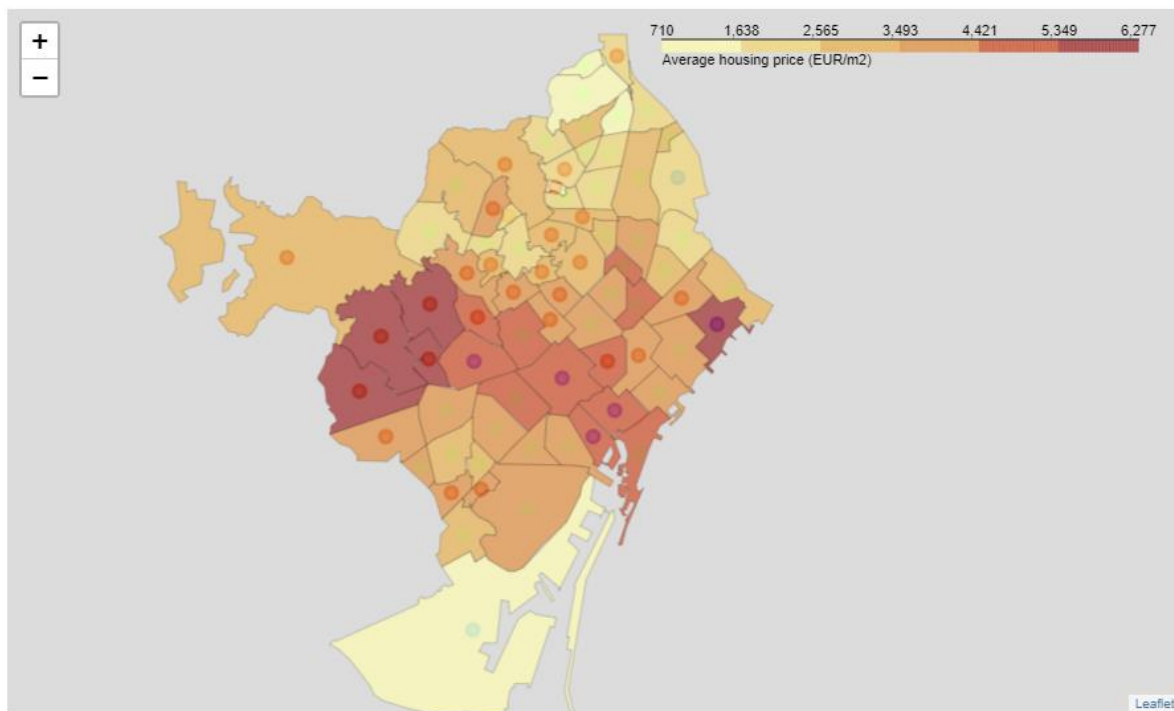 +
−
710 1,638 2,565 3,493 4,421 5,349 6,277
Average housing price (EUR/m2)
Leaflet